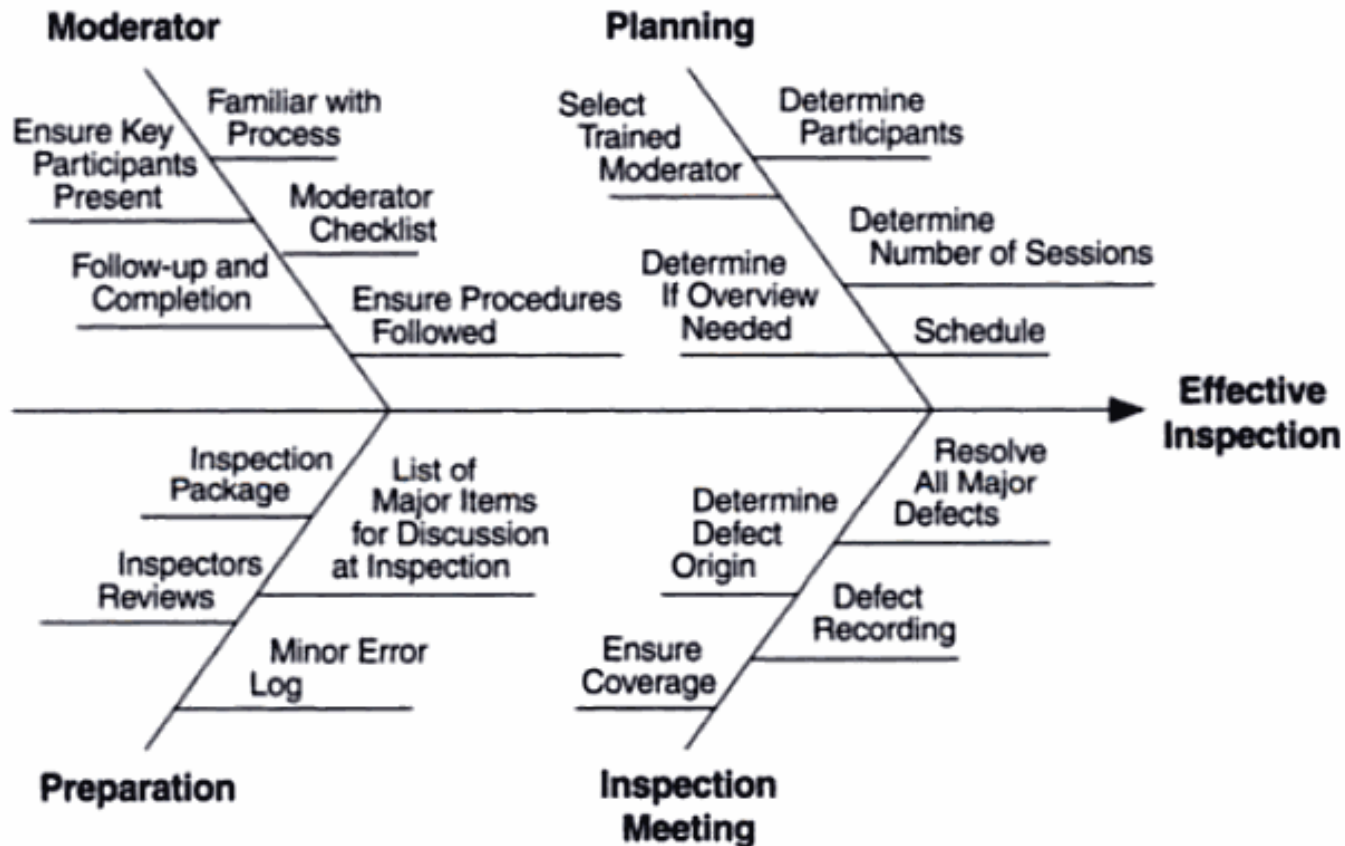 Moderator
Planning
Familiar with
Process
Ensure Key
Participants
Present
Moderator
Checklist
Follow-up and
Completion
Ensure Procedures
Followed
Select
Trained
Moderator
Determine
Participants
Determine
Number of Sessions
Determine
If Overview
Needed
Schedule
Effective
Inspection
Inspection
Package
List of
Major Items
for Discussion
at Inspection
Inspectors
Reviews
Minor Error
Log
Determine
Defect
Origin
Resolve
All Major
Defects
Defect
Recording
Ensure
Coverage
Preparation
Inspection
Meeting